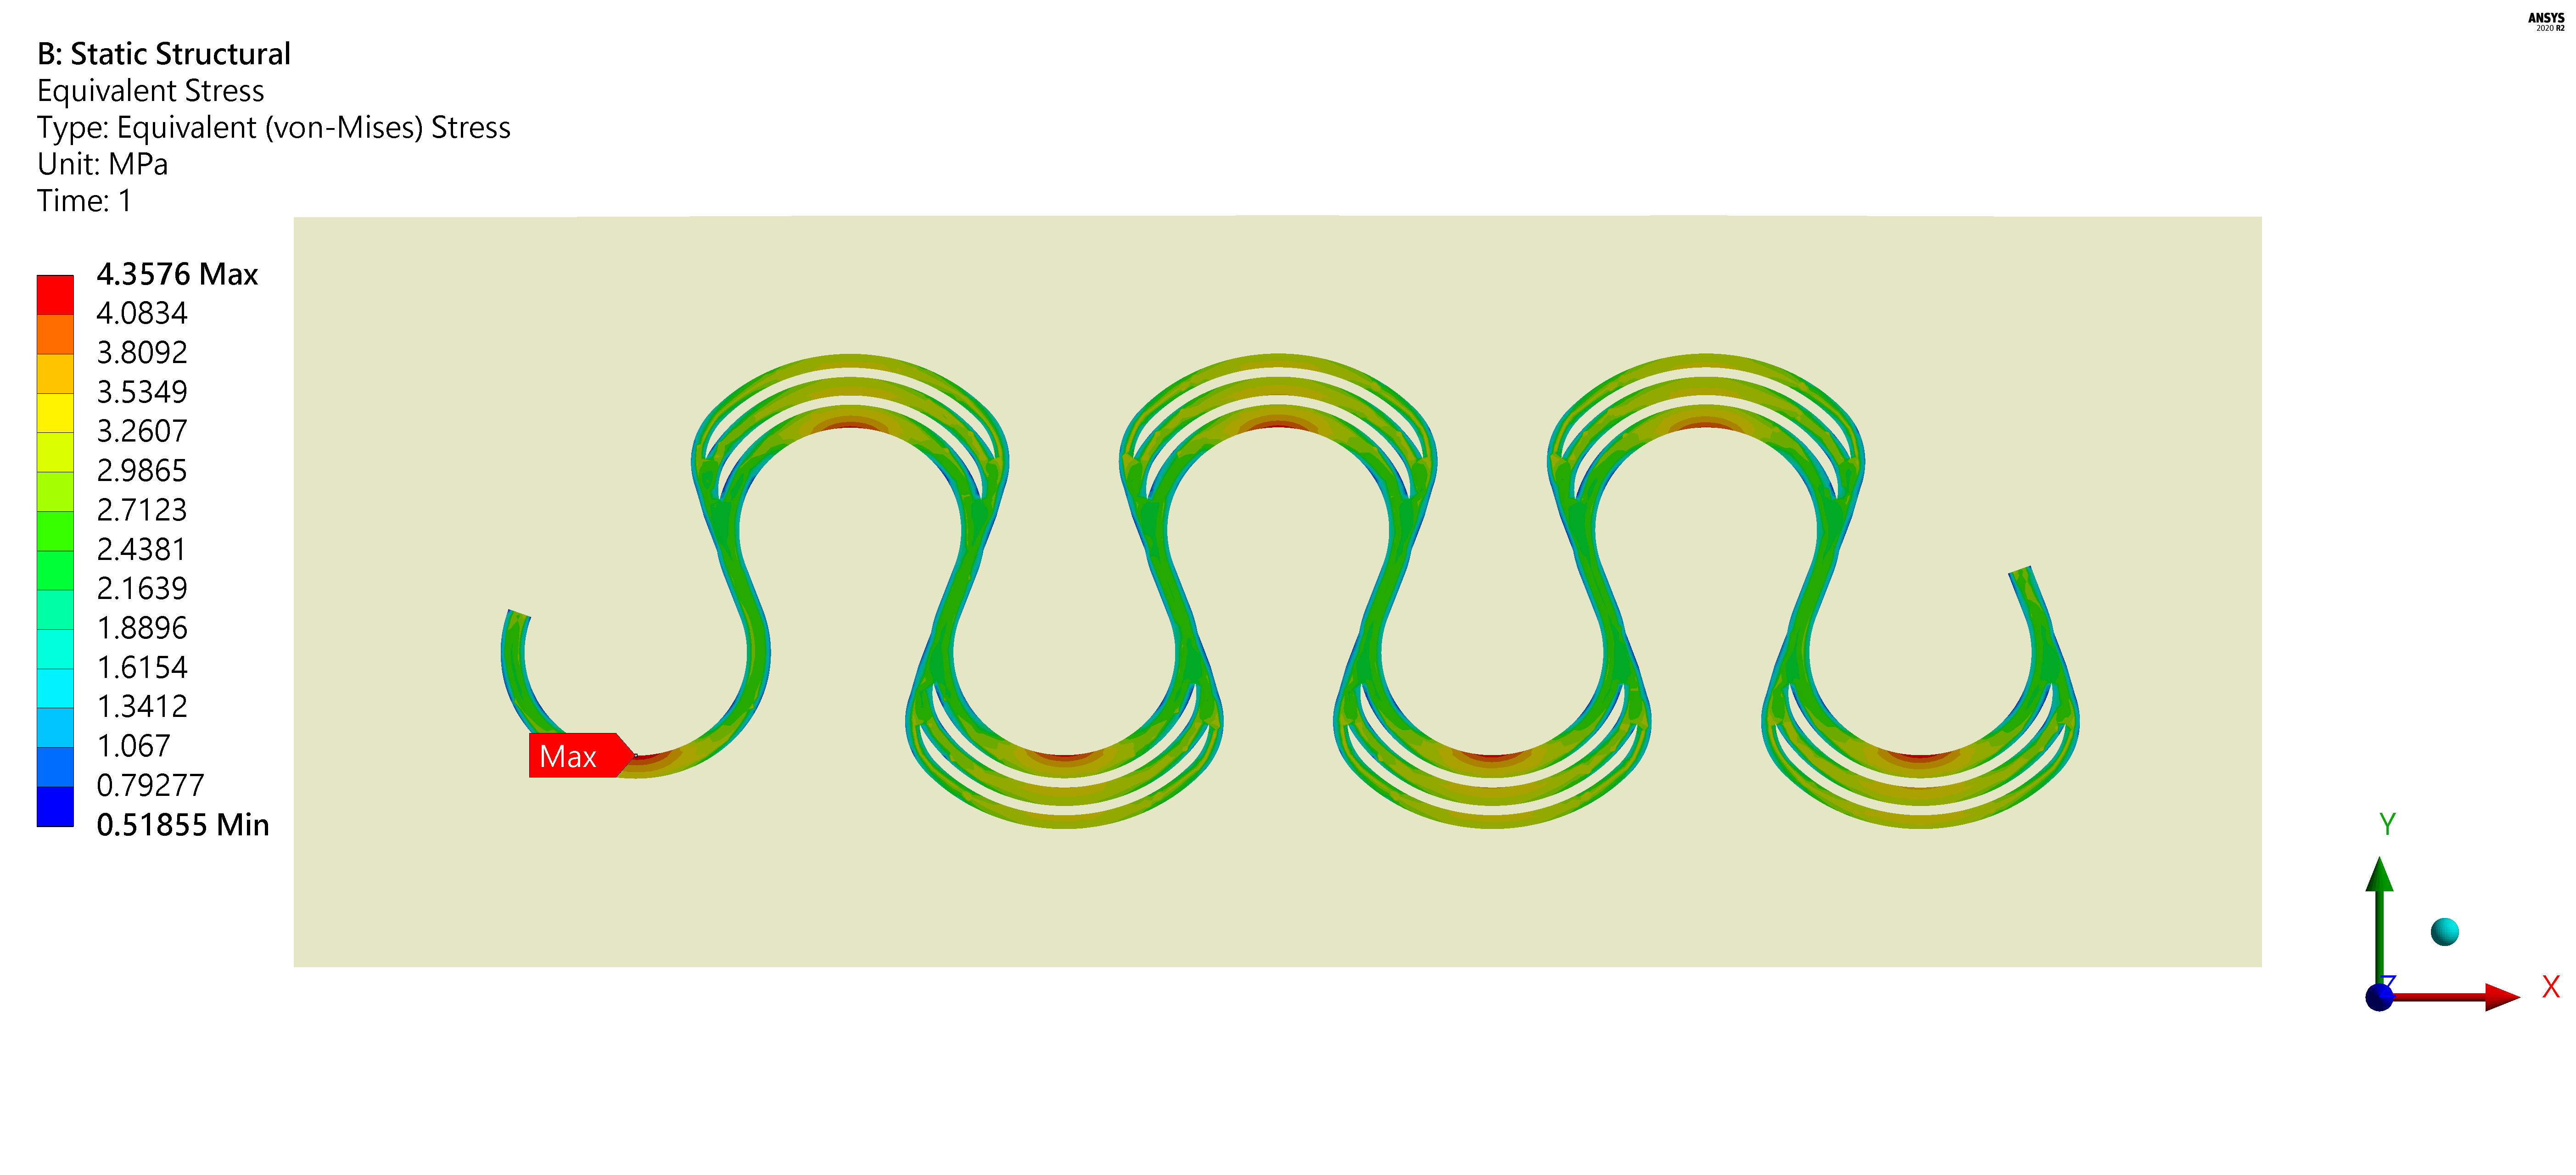 ANSYS
2020 R2
B: Static Structural
Equivalent Stress
Type: Equivalent (von-Mises) Stress
Unit: MPa
Time: 1
4.3576 Max
4.0834
3.8092
3.5349
3.2607
2.9865
2.7123
2.4381
2.1639
1.8896
1.6154
1.3412
1.067
0.79277
0.51855 Min
Max
Y
Z
X